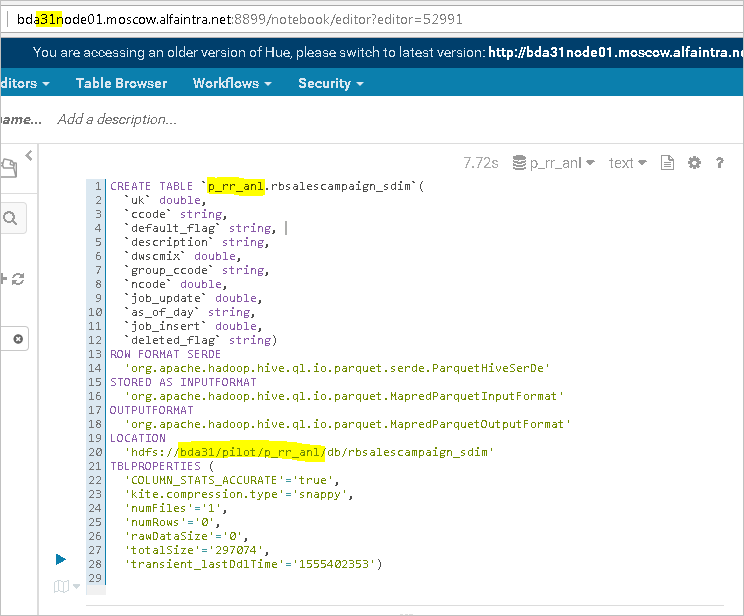 bda31node01.moscow.alfaintra.net:8899/notebook/editor?editor=52991
You are accessing an older version of Hue, please switch to latest version: http://bda31node01.moscow.alfaintra.ne
ditors Table Browser Workflows Security
ame... Add a description...
7.72s p_rr_anl text ?
1 CREATE TABLE `p_rr_anl.rbsalescampaign_sdim`(
2 `uk` double,
3 `ccode` string,
4 `default_flag` string,
5 `description` string,
6 `dwscmix` double,
7 `group_ccode` string,
8 `ncode` double,
9 `job_update` double,
10 `as_of_day` string,
11 `job_insert` double,
12 `deleted_flag` string)
13 ROW FORMAT SERDE
14 'org.apache.hadoop.hive.ql.io.parquet.serde.ParquetHiveSerDe'
15 STORED AS INPUTFORMAT
16 'org.apache.hadoop.hive.ql.io.parquet.MapredParquetInputFormat'
17 OUTPUTFORMAT
18 'org.apache.hadoop.hive.ql.io.parquet.MapredParquetOutputFormat'
19 LOCATION
20 'hdfs://bda31/pilot/p_rr_anl/db/rbsalescampaign_sdim'
21 TBLPROPERTIES (
22 'COLUMN_STATS_ACCURATE'='true',
23 'kite.compression.type'='snappy',
24 'numFiles'='1',
25 'numRows'='0',
26 'rawDataSize'='0',
27 'totalSize'='297074',
28 'transient_lastDdlTime'='1555402353')
29